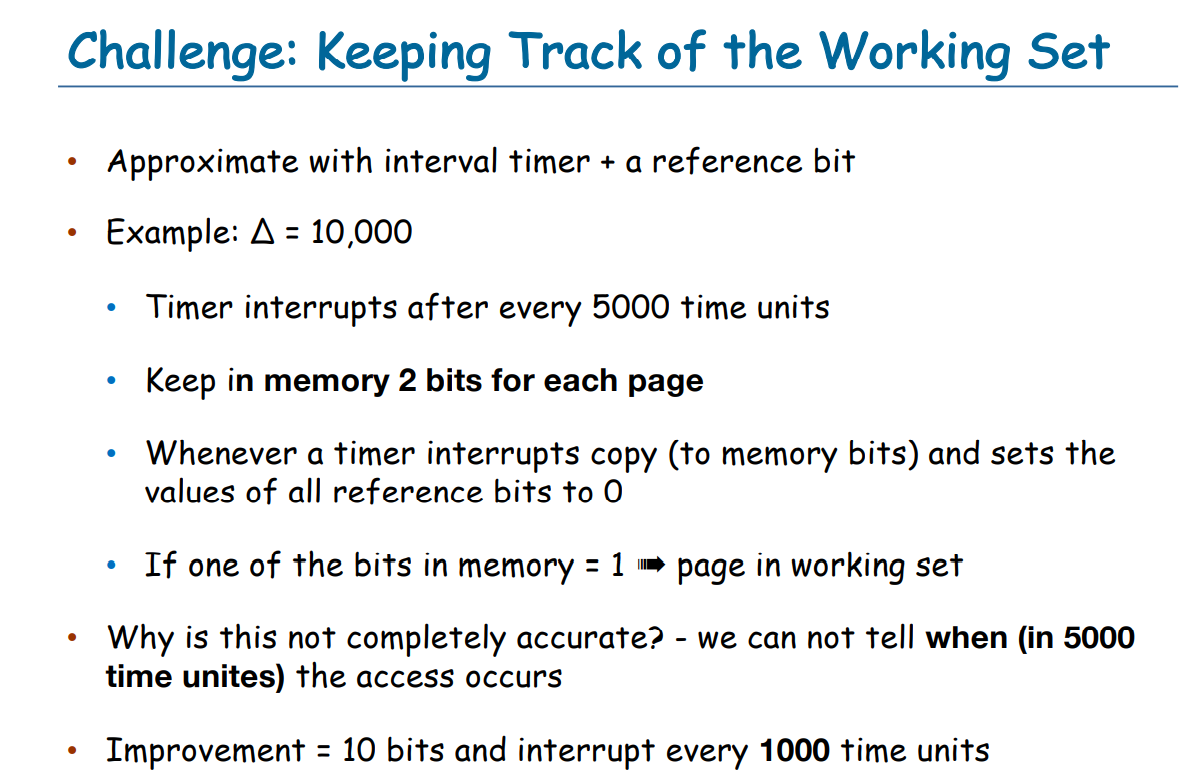 Challenge: Keeping Track of the Working Set
• Approximate with interval timer + a reference bit
• Example: Δ = 10,000
• Timer interrupts after every 5000 time units
• Keep in memory 2 bits for each page
• Whenever a timer interrupts copy (to memory bits) and sets the
values of all reference bits to 0
• If one of the bits in memory = 1 ➠ page in working set
• Why is this not completely accurate? - we can not tell when (in 5000
time unites) the access occurs
• Improvement = 10 bits and interrupt every 1000 time units